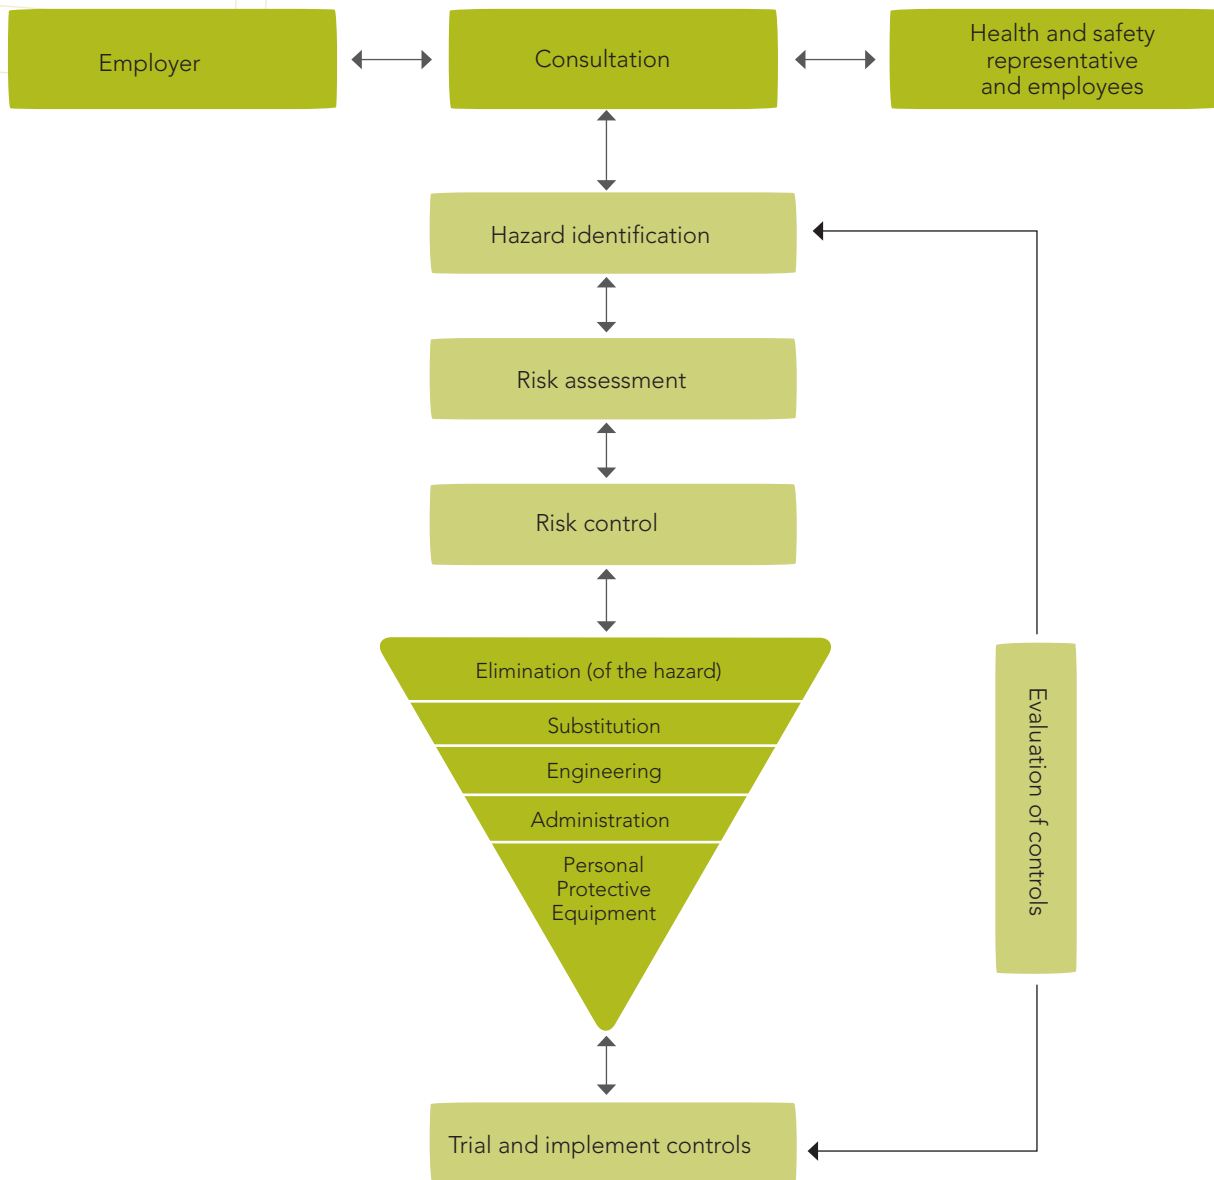 Employer
Consultation
Health and safety
representative
and employees
Hazard identification
Risk assessment
Risk control
Elimination (of the hazard)
Substitution
Engineering
Administration
Personal
Protective
Equipment
Evaluation of controls
Trial and implement controls